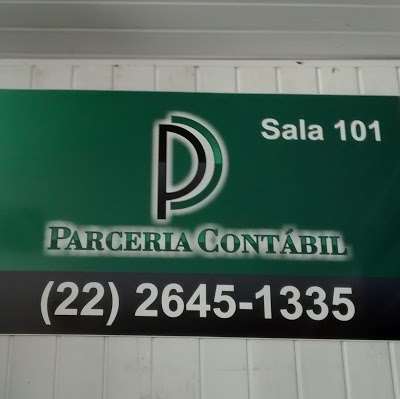 Sala 101
PARCERIA CONTÁBIL
(22) 2645-1335